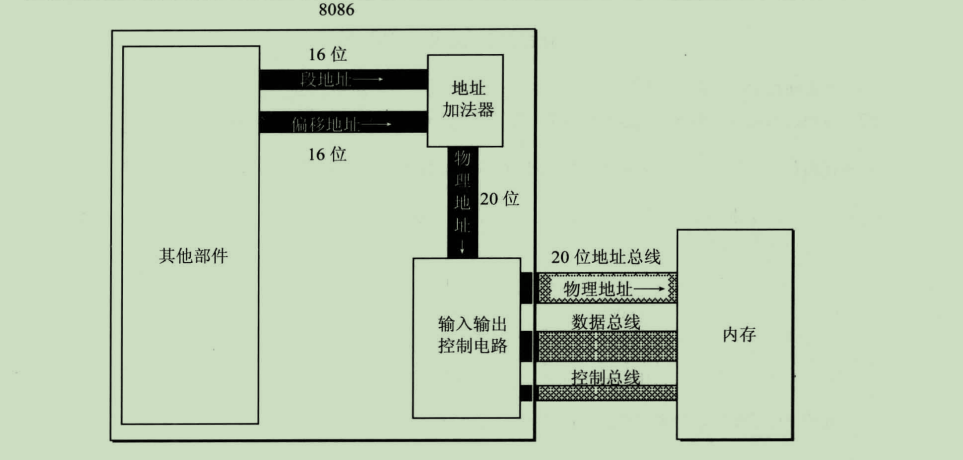 8086
16 位
段地址
偏移地址
16 位
地址
加法器
物
理
地
址
20 位
其他部件
输入输出
控制电路
20 位地址总线
物理地址
数据总线
控制总线
内存